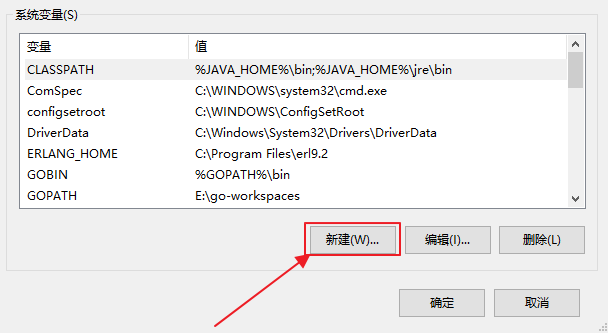 系统变量(S)
变量 值
CLASSPATH %JAVA_HOME%\bin;%JAVA_HOME%\jre\bin
ComSpec C:\WINDOWS\system32\cmd.exe
configsetroot C:\WINDOWS\ConfigSetRoot
DriverData C:\Windows\System32\Drivers\DriverData
ERLANG_HOME C:\Program Files\erl9.2
GOBIN %GOPATH%\bin
GOPATH E:\go-workspaces
新建(W)... 编辑(I)... 删除(L)
确定 取消